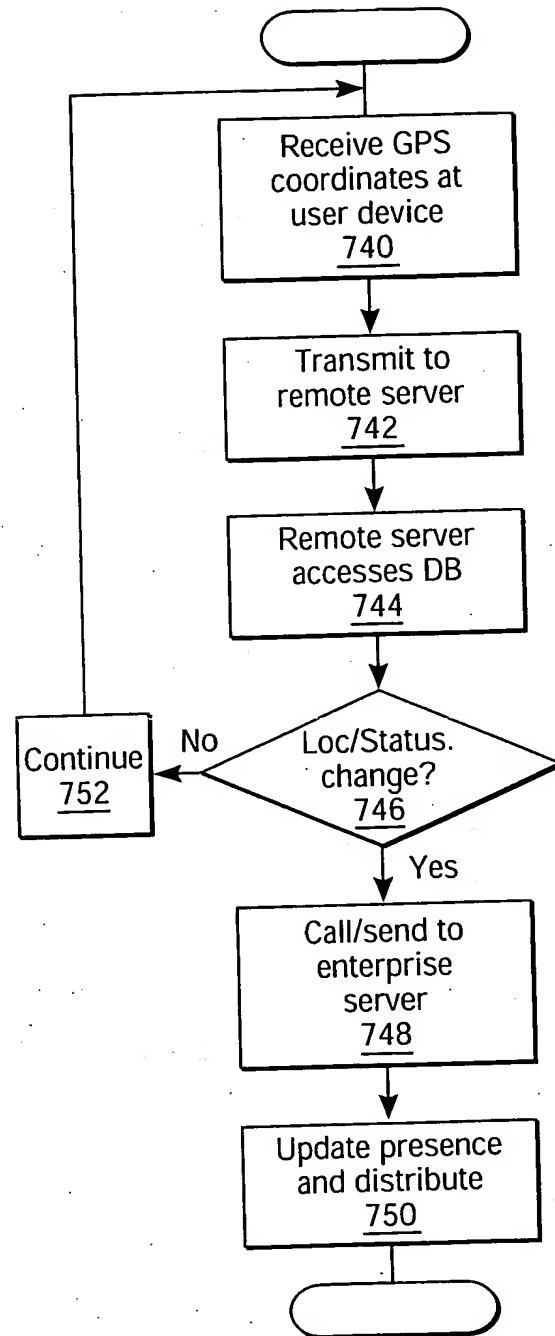 Receive GPS
coordinates at
user device
740
Transmit to
remote server
742
Remote server
accesses DB
744
Loc/Status.
change?
746
No
Continue
752
Yes
Call/send to
enterprise
server
748
Update presence
and distribute
750